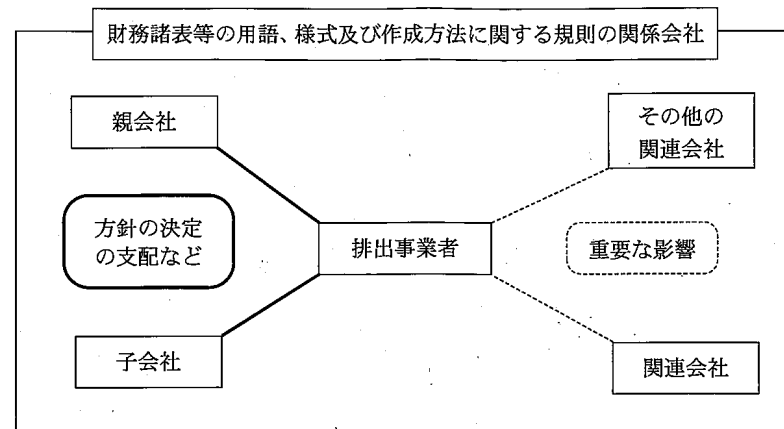 財務諸表等の用語、様式及び作成方法に関する規則の関係会社
親会社
その他の
関連会社
方針の決定
の支配など
排出事業者
重要な影響
子会社
関連会社